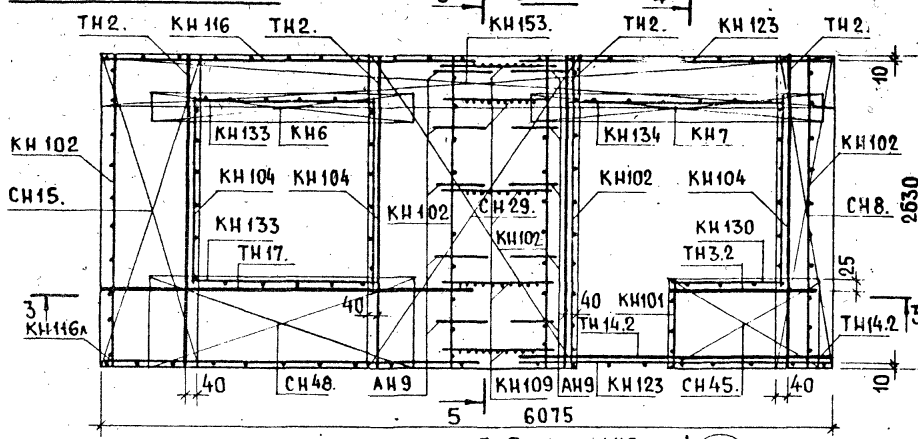 ТН2. КН116 ТН2. КН153. ТН2. КН123 ТН2.
10
КН133 КН6 КН134 КН7
КН102 КН102
КН104 КН104 КН102 КН104
СН15. КН102 СН29. СН8. 2630
КН133 КН102 КН130
ТН17. ТН3.2 25
40 40 КН101
3 3
КН116л ТН14.2 ТН14.2
40 СН48. АН9 КН109 АН9 КН123 СН45. 40 10
5 6075